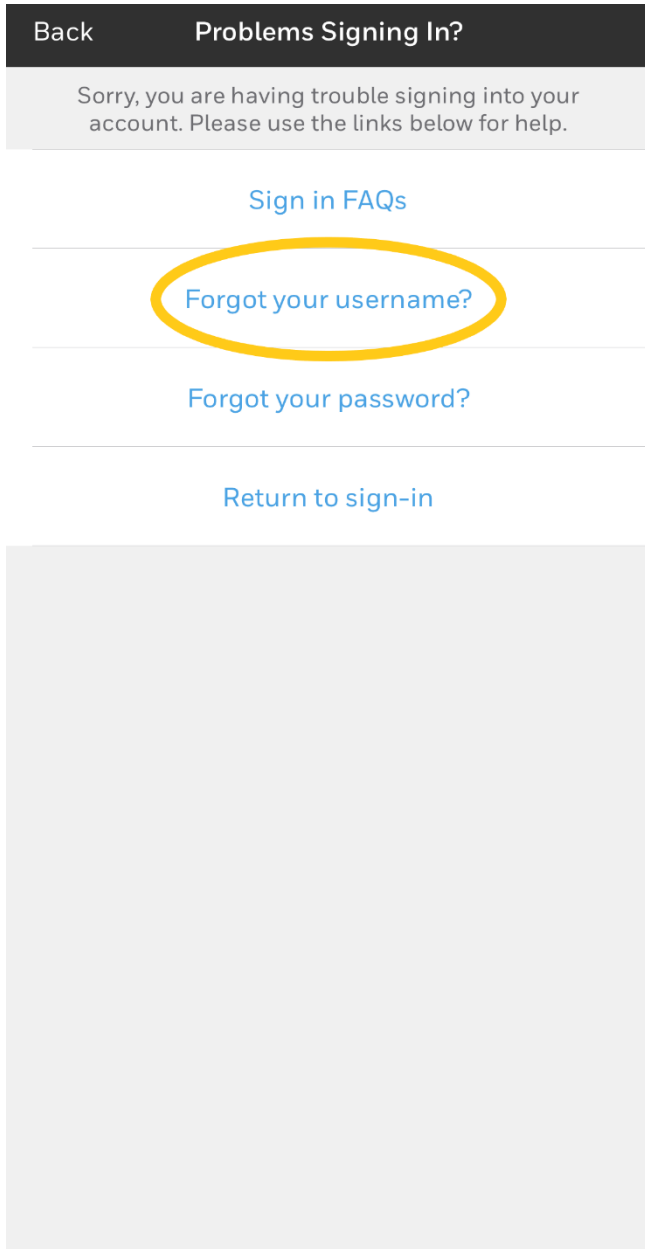 Back
Problems Signing In?
Sorry, you are having trouble signing into your
account. Please use the links below for help.
Sign in FAQs
Forgot your username?
Forgot your password?
Return to sign-in